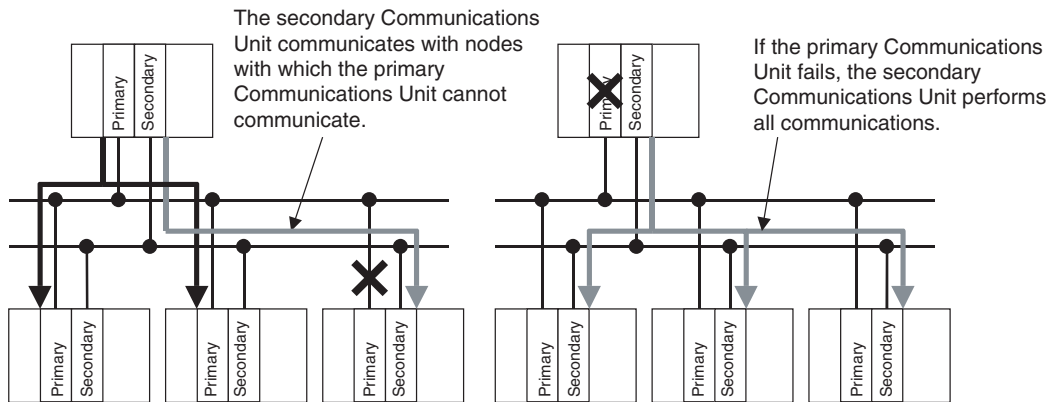 The secondary Communications
Unit communicates with nodes
with which the primary
Communications Unit cannot
communicate.
If the primary Communications
Unit fails, the secondary
Communications Unit performs
all communications.
Primary
Secondary
Primary
Secondary
Primary
Secondary
Primary
Secondary
Primary
Secondary
Primary
Secondary
Primary
Secondary
Primary
Secondary